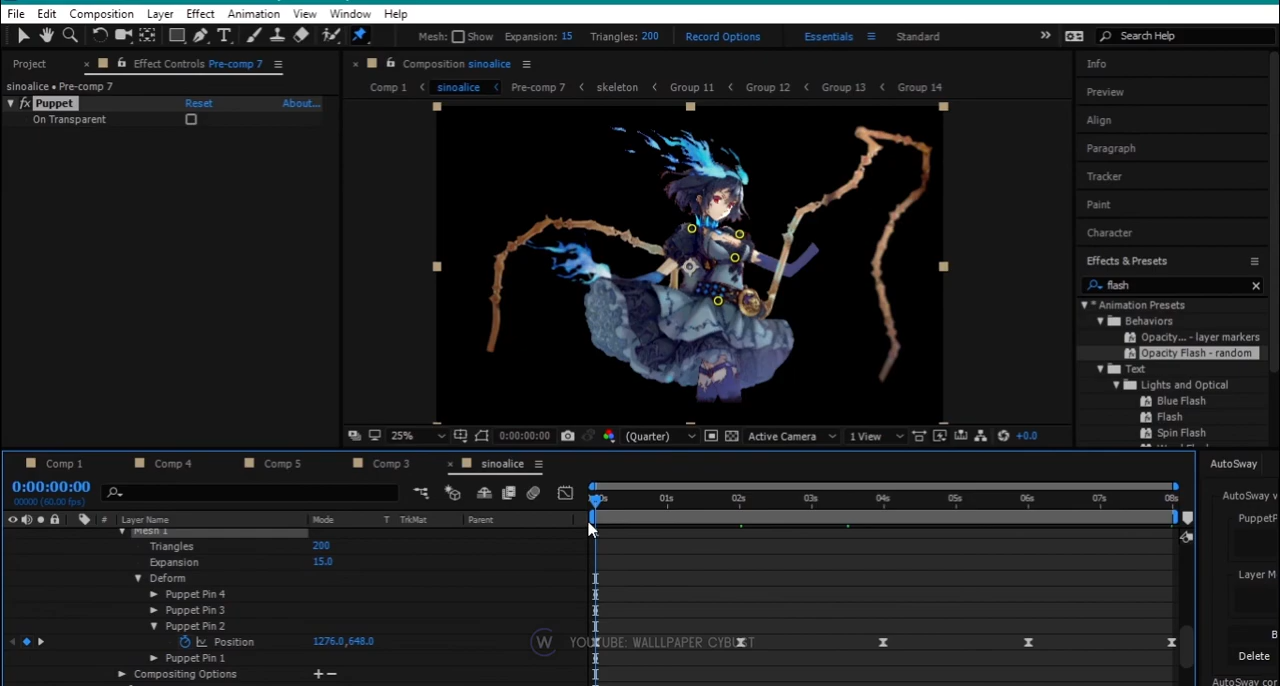 File Edit Composition Layer Effect Animation View Window Help
Mesh: Show Expansion: 15 Triangles: 200 Record Options Essentials Standard Search Help
Project Effect Controls Pre-comp 7
sinoalice • Pre-comp 7
fx Puppet Reset About...
On Transparent
Composition sinoalice
Comp 1 sinoalice Pre-comp 7 skeleton Group 11 Group 12 Group 13 Group 14
Info
Preview
Align
Paragraph
Tracker
Paint
Character
Effects & Presets
flash
* Animation Presets
Behaviors
Opacity... - layer markers
Opacity Flash - random
Text
Lights and Optical
Blue Flash
Flash
Spin Flash
25% 0:00:00:00 (Quarter) Active Camera 1 View +0.0
Comp 1 Comp 4 Comp 5 Comp 3 sinoalice
0:00:00:00
00000 (60.00 fps)
01s 02s 03s 04s 05s 06s 07s 08s
# Layer Name Mode T TrkMat Parent
Mesh 1
Triangles 200
Expansion 15.0
Deform
Puppet Pin 4
Puppet Pin 3
Puppet Pin 2
Position 1276.0,648.0
Puppet Pin 1
Compositing Options + -
W YOUTUBE: WALLLPAPER
AutoSway
AutoSway v
PuppetP
Layer M
B
Delete
AutoSway con